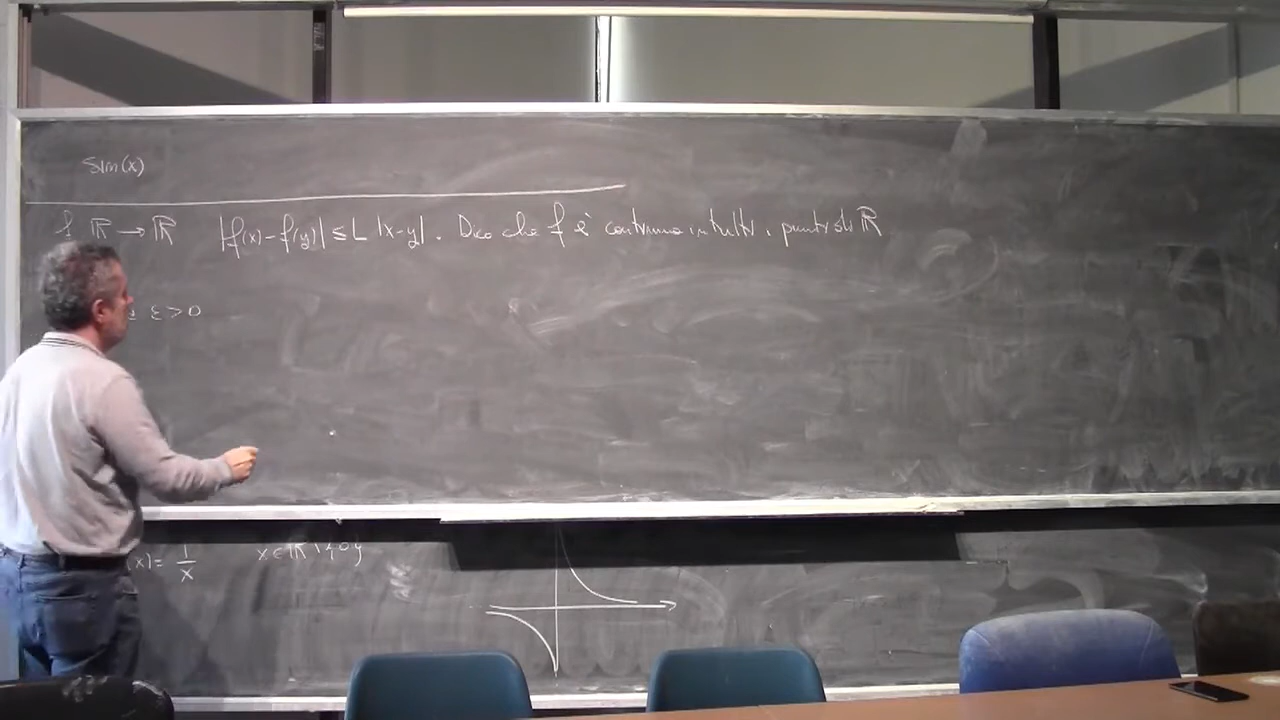 sin(x)
f ℝ → ℝ |f(x) - f(y)| ≤ L |x-y|. Dico che f è continua in tutti i punti di ℝ
ε > 0
(x) = 1/x x ∈ ℝ \ {0}